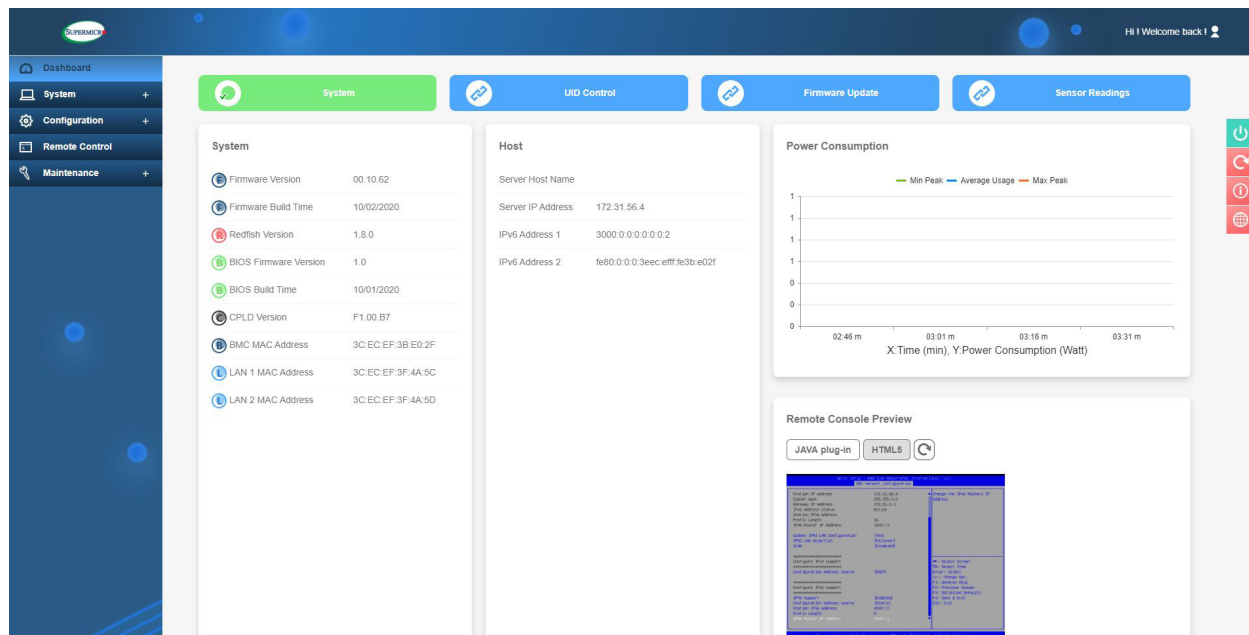 SUPERMICR
Hi ! Welcome back !
Dashboard
System +
Configuration +
Remote Control
Maintenance +
System
UID Control
Firmware Update
Sensor Readings
System
Firmware Version 00.10.62
Firmware Build Time 10/02/2020
Redfish Version 1.8.0
BIOS Firmware Version 1.0
BIOS Build Time 10/01/2020
CPLD Version F1.00.B7
BMC MAC Address 3C:EC:EF:3B:E0:2F
LAN 1 MAC Address 3C:EC:EF:3F:4A:5C
LAN 2 MAC Address 3C:EC:EF:3F:4A:5D
Host
Server Host Name
Server IP Address 172.31.56.4
IPv6 Address 1 3000:0:0:0:0:0:0:2
IPv6 Address 2 fe80:0:0:0:3eec:efff:fe3b:e02f
Power Consumption
Min Peak Average Usage Max Peak
1
1
1
1
0
0
0
02:46 m 03:01 m 03:16 m 03:31 m
X:Time (min), Y:Power Consumption (Watt)
Remote Console Preview
JAVA plug-in HTML5